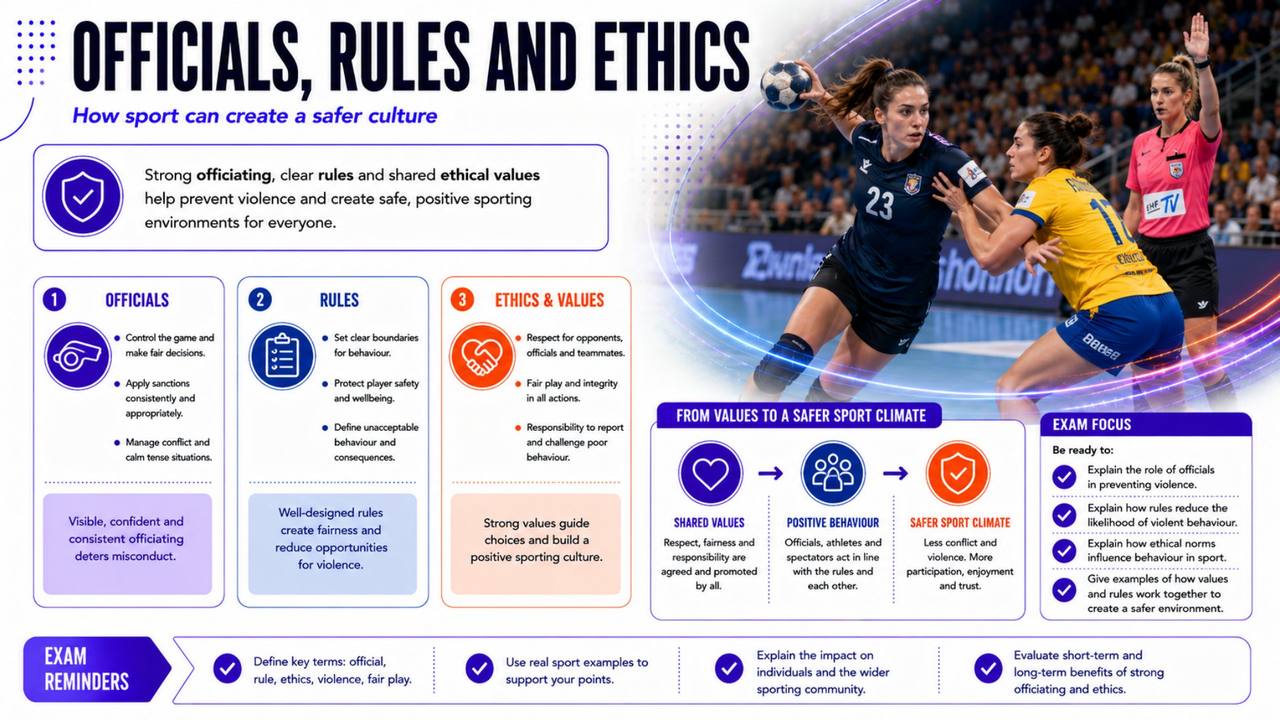 OFFICIALS, RULES AND ETHICS
How sport can create a safer culture
Strong officiating, clear rules and shared ethical values
help prevent violence and create safe, positive sporting
environments for everyone.
1 OFFICIALS
Control the game and
make fair decisions.
Apply sanctions
consistently and
appropriately.
Manage conflict and
calm tense situations.
Visible, confident and
consistent officiating
deters misconduct.
2 RULES
Set clear boundaries
for behaviour.
Protect player safety
and wellbeing.
Define unacceptable
behaviour and
consequences.
Well-designed rules
create fairness and
reduce opportunities
for violence.
3 ETHICS & VALUES
Respect for opponents,
officials and teammates.
Fair play and integrity
in all actions.
Responsibility to report
and challenge poor
behaviour.
Strong values guide
choices and build a
positive sporting culture.
23
EHF TV
FROM VALUES TO A SAFER SPORT CLIMATE
SHARED VALUES
Respect, fairness and
responsibility are
agreed and promoted
by all.
POSITIVE BEHAVIOUR
Officials, athletes and
spectators act in line
with the rules and
each other.
SAFER SPORT CLIMATE
Less conflict and
violence. More
participation, enjoyment
and trust.
EXAM FOCUS
Be ready to:
Explain the role of officials
in preventing violence.
Explain how rules reduce the
likelihood of violent behaviour.
Explain how ethical norms
influence behaviour in sport.
Give examples of how values
and rules work together to
create a safer environment.
EXAM
REMINDERS
Define key terms: official,
rule, ethics, violence, fair play.
Use real sport examples to
support your points.
Explain the impact on
individuals and the wider
sporting community.
Evaluate short-term and
long-term benefits of strong
officiating and ethics.